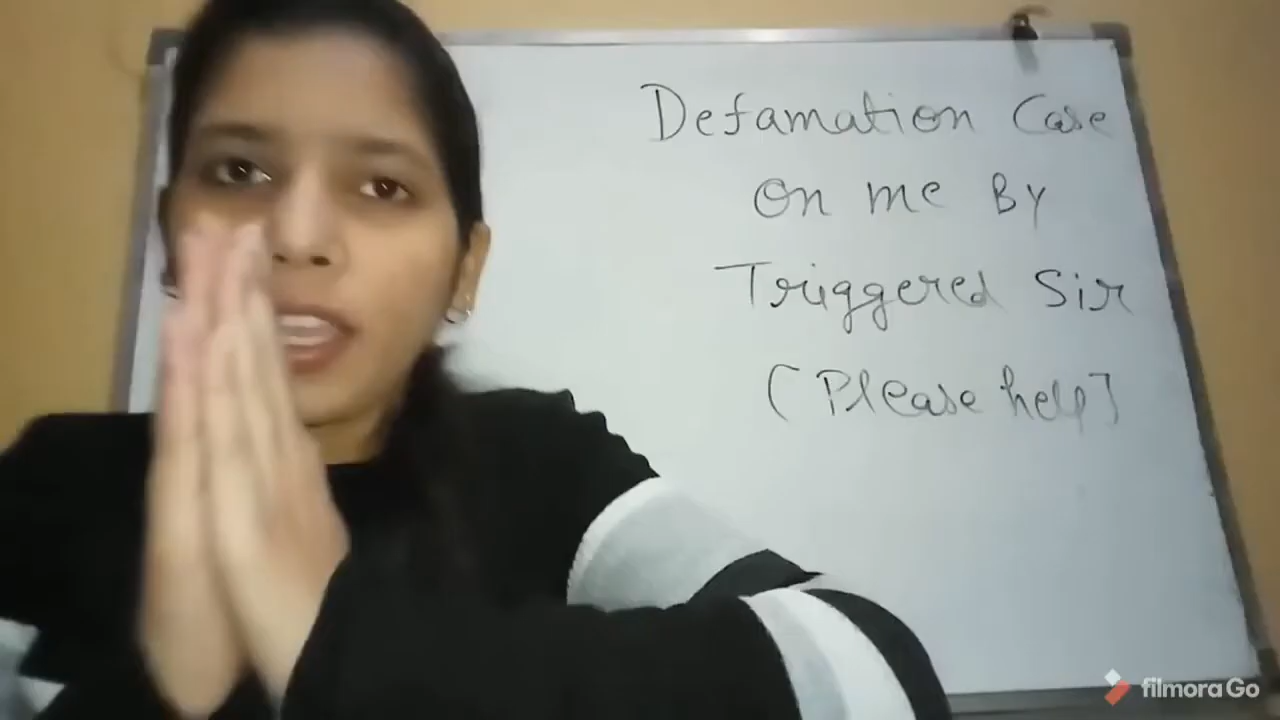 Defamation Case
On me By
Triggered Sir
(Please help]
filmoraGo